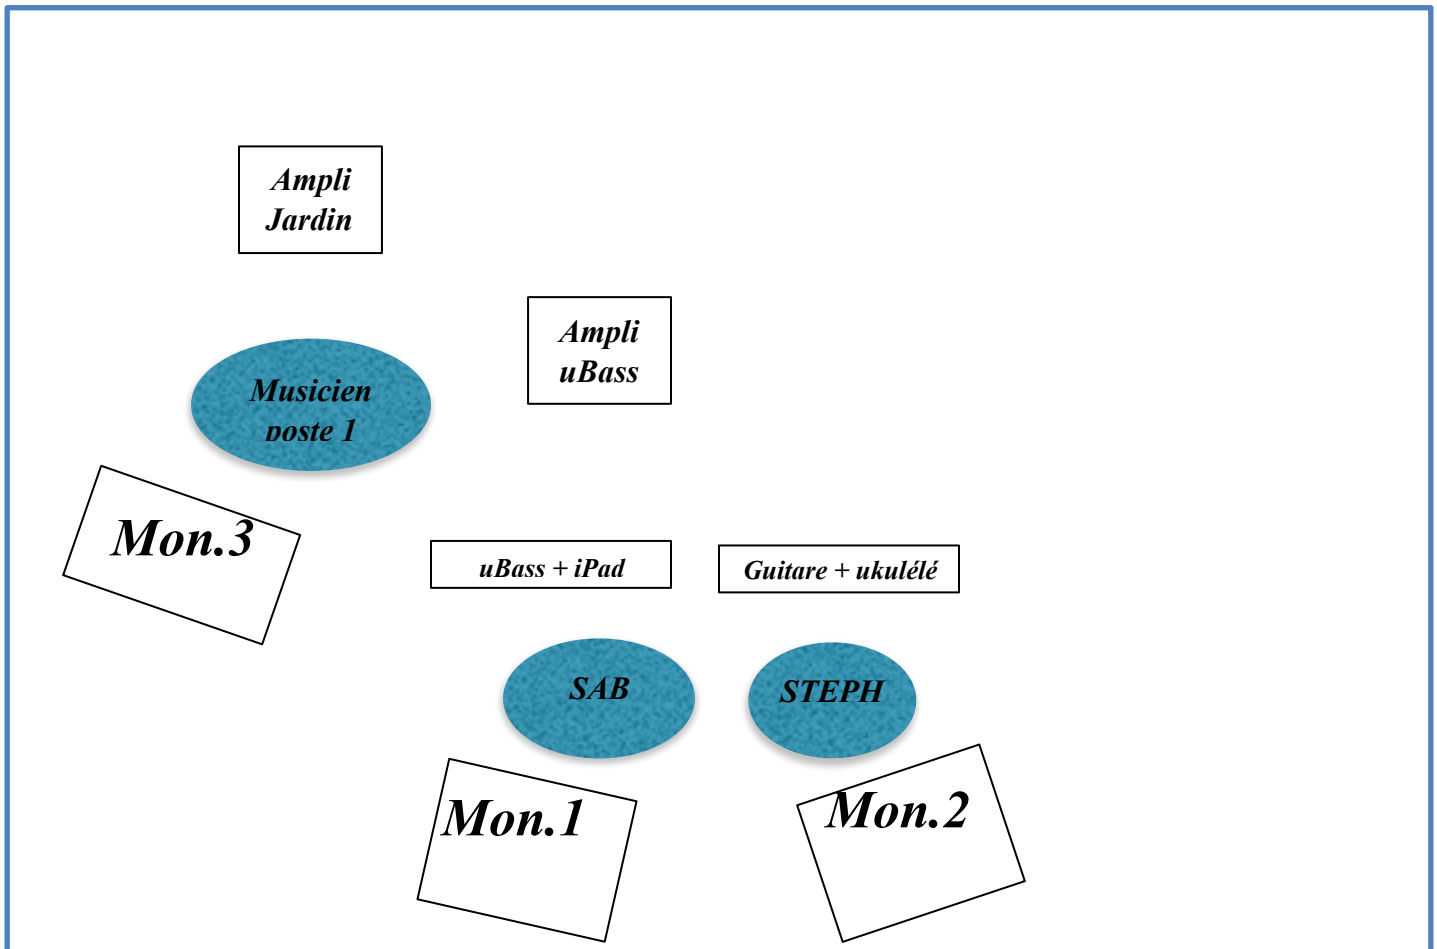 Ampli
Jardin
Ampli
uBass
Musicien
poste 1
Mon.3
uBass + iPad
Guitare + ukulélé
SAB
STEPH
Mon.1
Mon.2